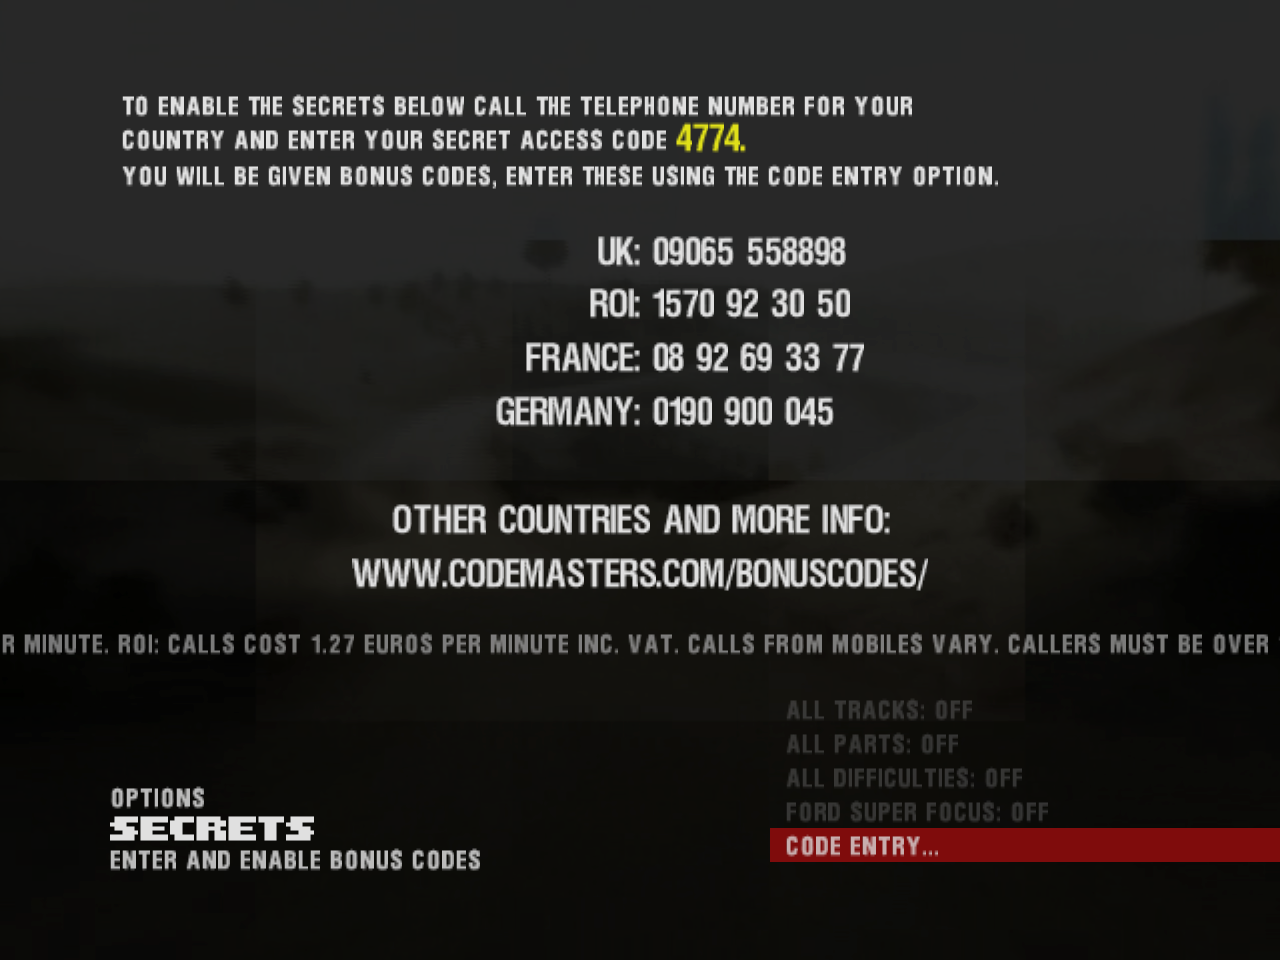 TO ENABLE THE SECRETS BELOW CALL THE TELEPHONE NUMBER FOR YOUR
COUNTRY AND ENTER YOUR SECRET ACCESS CODE 4774.
YOU WILL BE GIVEN BONUS CODES, ENTER THESE USING THE CODE ENTRY OPTION.
UK: 09065 558898
ROI: 1570 92 30 50
FRANCE: 08 92 69 33 77
GERMANY: 0190 900 045
OTHER COUNTRIES AND MORE INFO:
WWW.CODEMASTERS.COM/BONUSCODES/
R MINUTE. ROI: CALLS COST 1.27 EUROS PER MINUTE INC. VAT. CALLS FROM MOBILES VARY. CALLERS MUST BE OVER
ALL TRACKS: OFF
ALL PARTS: OFF
ALL DIFFICULTIES: OFF
FORD SUPER FOCUS: OFF
CODE ENTRY...
OPTIONS
SECRETS
ENTER AND ENABLE BONUS CODES